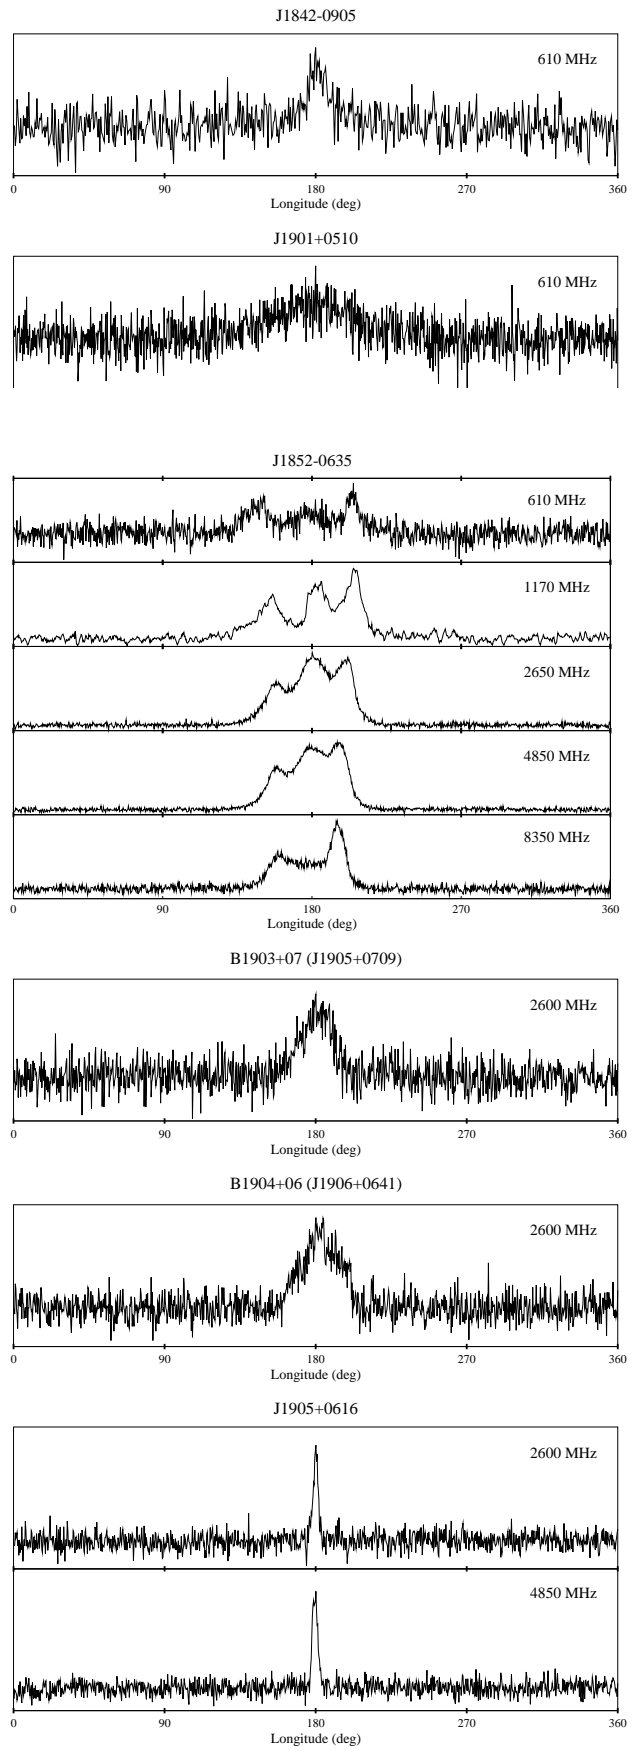 J1842-0905
610 MHz
0 90 180 270 360
Longitude (deg)
J1901+0510
610 MHz
J1852-0635
610 MHz
1170 MHz
2650 MHz
4850 MHz
8350 MHz
0 90 180 270 360
Longitude (deg)
B1903+07 (J1905+0709)
2600 MHz
0 90 180 270 360
Longitude (deg)
B1904+06 (J1906+0641)
2600 MHz
0 90 180 270 360
Longitude (deg)
J1905+0616
2600 MHz
4850 MHz
0 90 180 270 360
Longitude (deg)